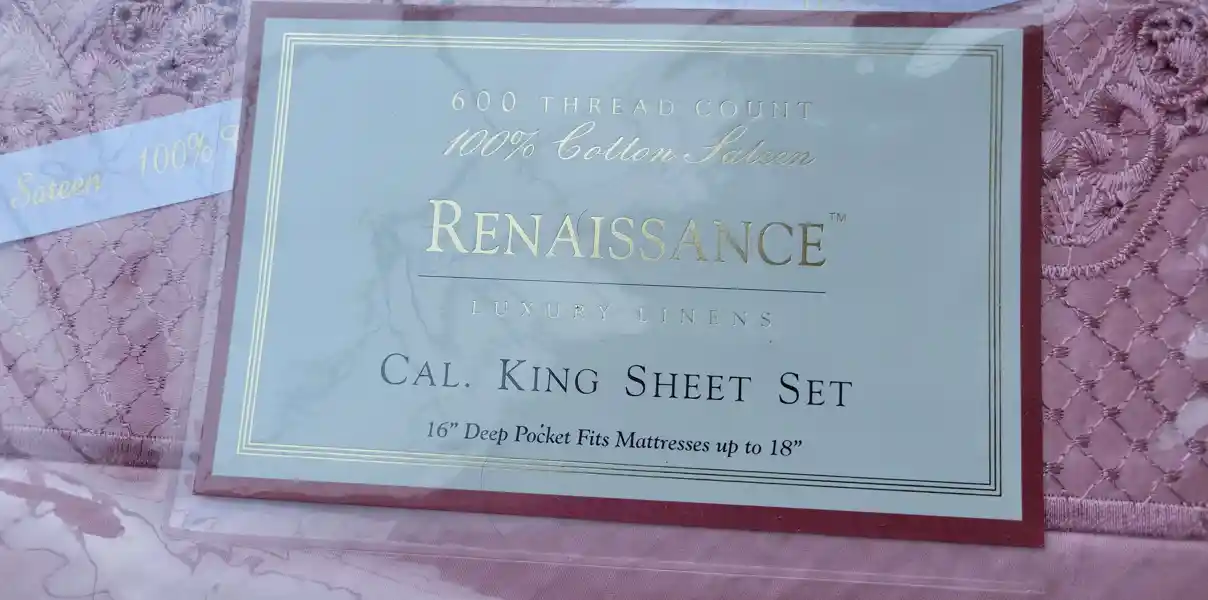 600 THREAD COUNT
100% Cotton Sateen
RENAISSANCE™
LUXURY LINENS
CAL. KING SHEET SET
16” Deep Pocket Fits Mattresses up to 18”
Sateen 100%